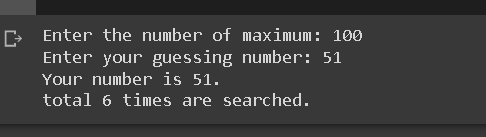 Enter the number of maximum: 100
Enter your guessing number: 51
Your number is 51.
total 6 times are searched.